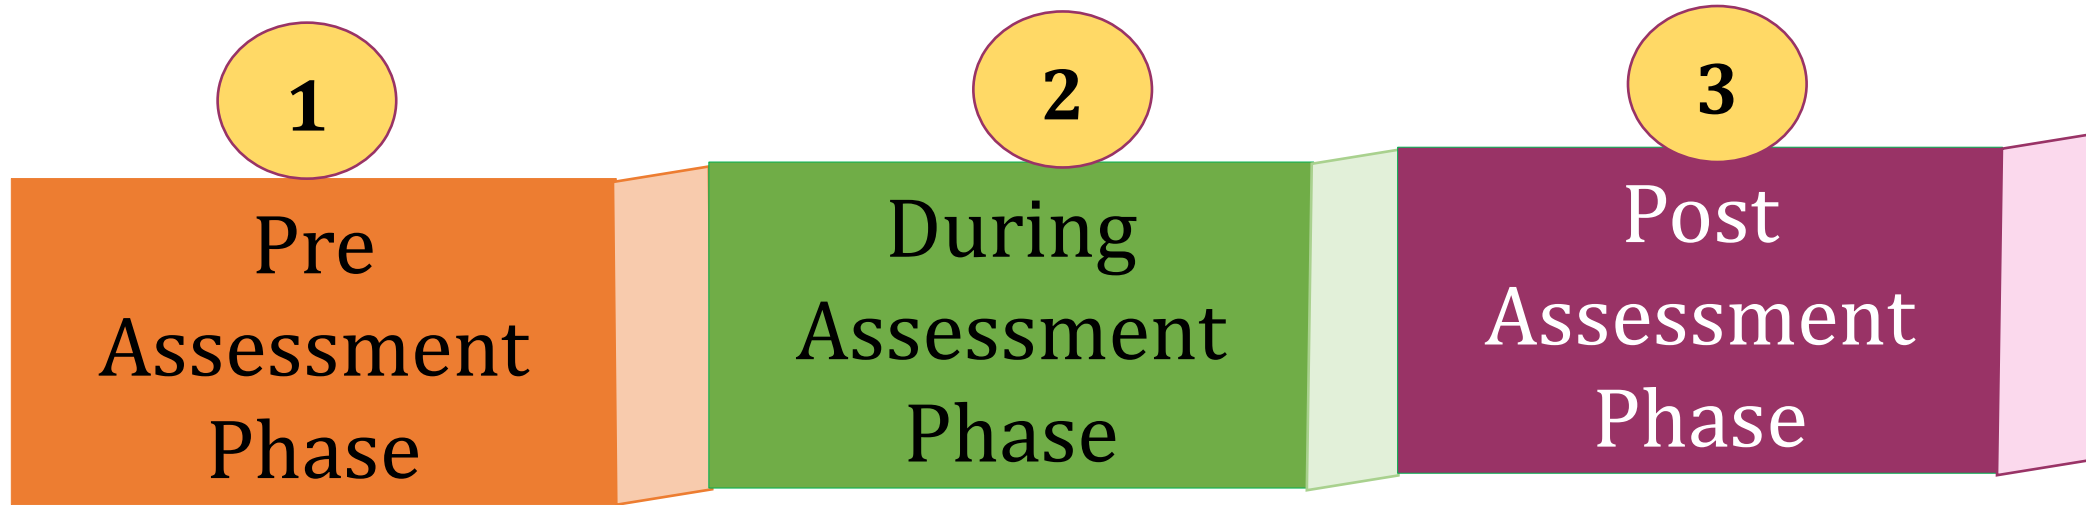 1
Pre
Assessment
Phase
2
During
Assessment
Phase
3
Post
Assessment
Phase